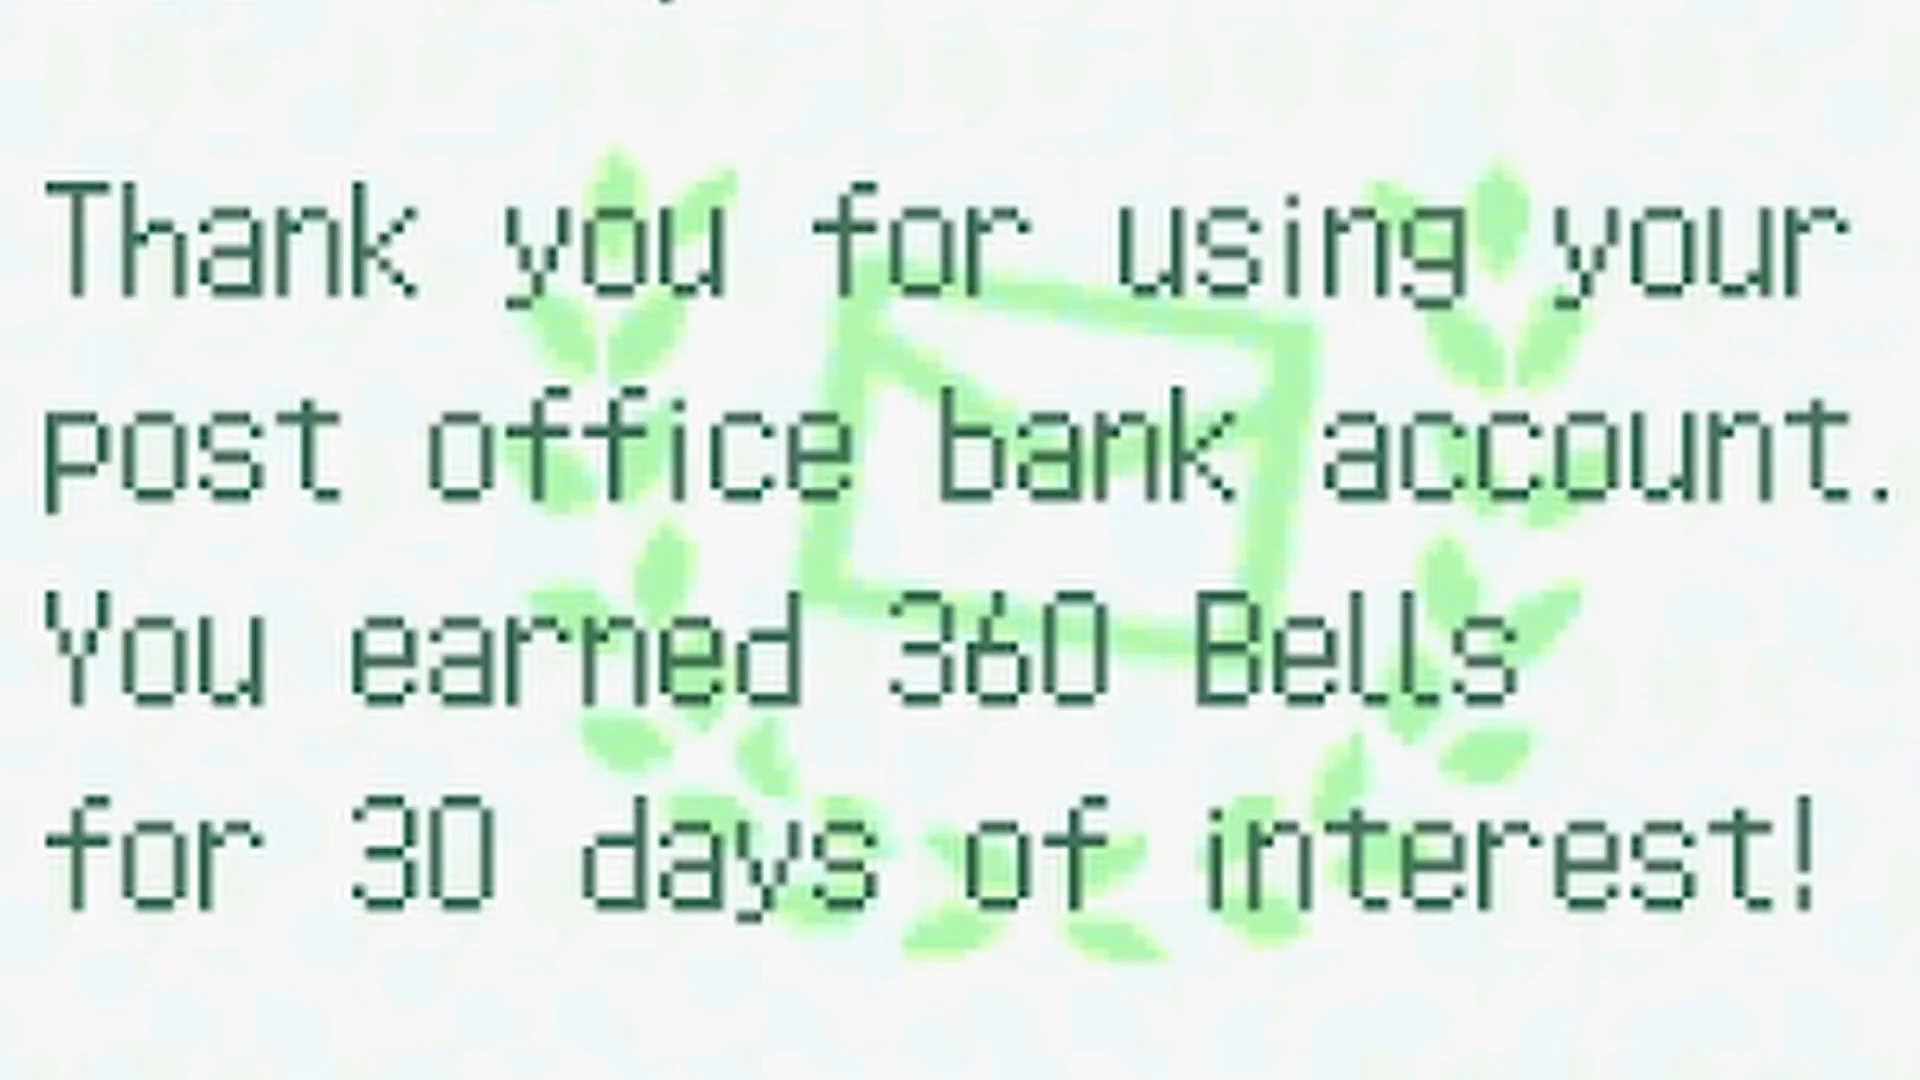 Thank you for using your
post office bank account.
You earned 360 Bells
for 30 days of interest!